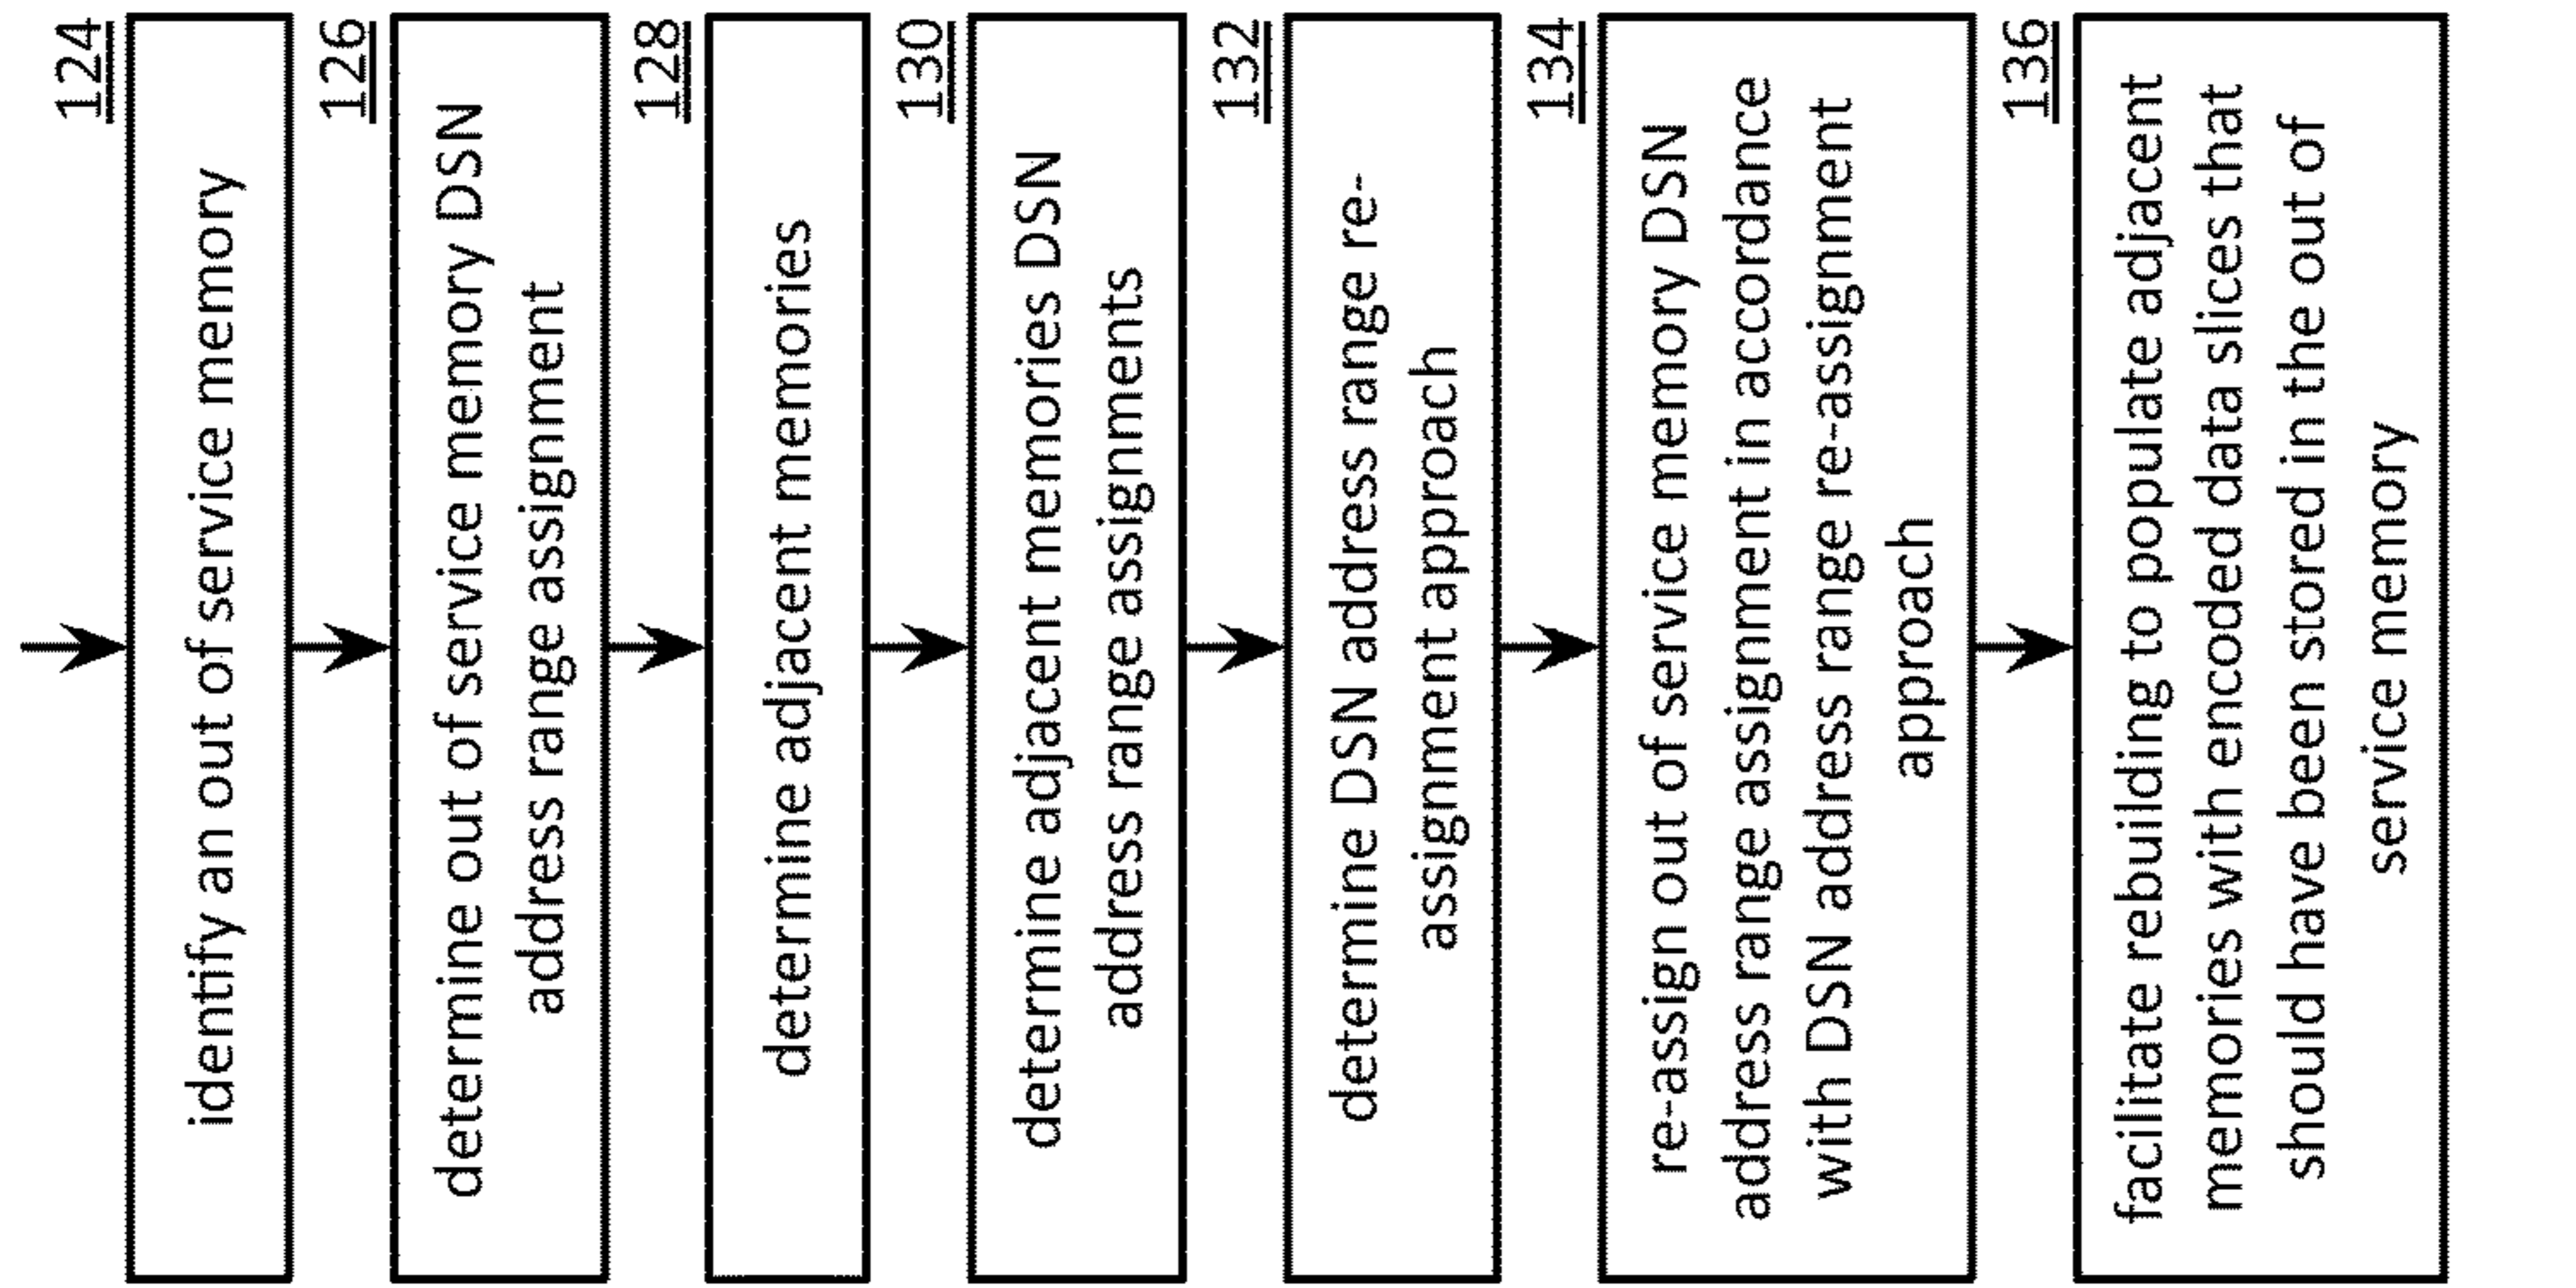 124
identify an out of service memory
126
determine out of service memory DSN
address range assignment
128
determine adjacent memories
130
determine adjacent memories DSN
address range assignments
132
determine DSN address range re-
assignment approach
134
re-assign out of service memory DSN
address range assignment in accordance
with DSN address range re-assignment
approach
136
facilitate rebuilding to populate adjacent
memories with encoded data slices that
should have been stored in the out of
service memory